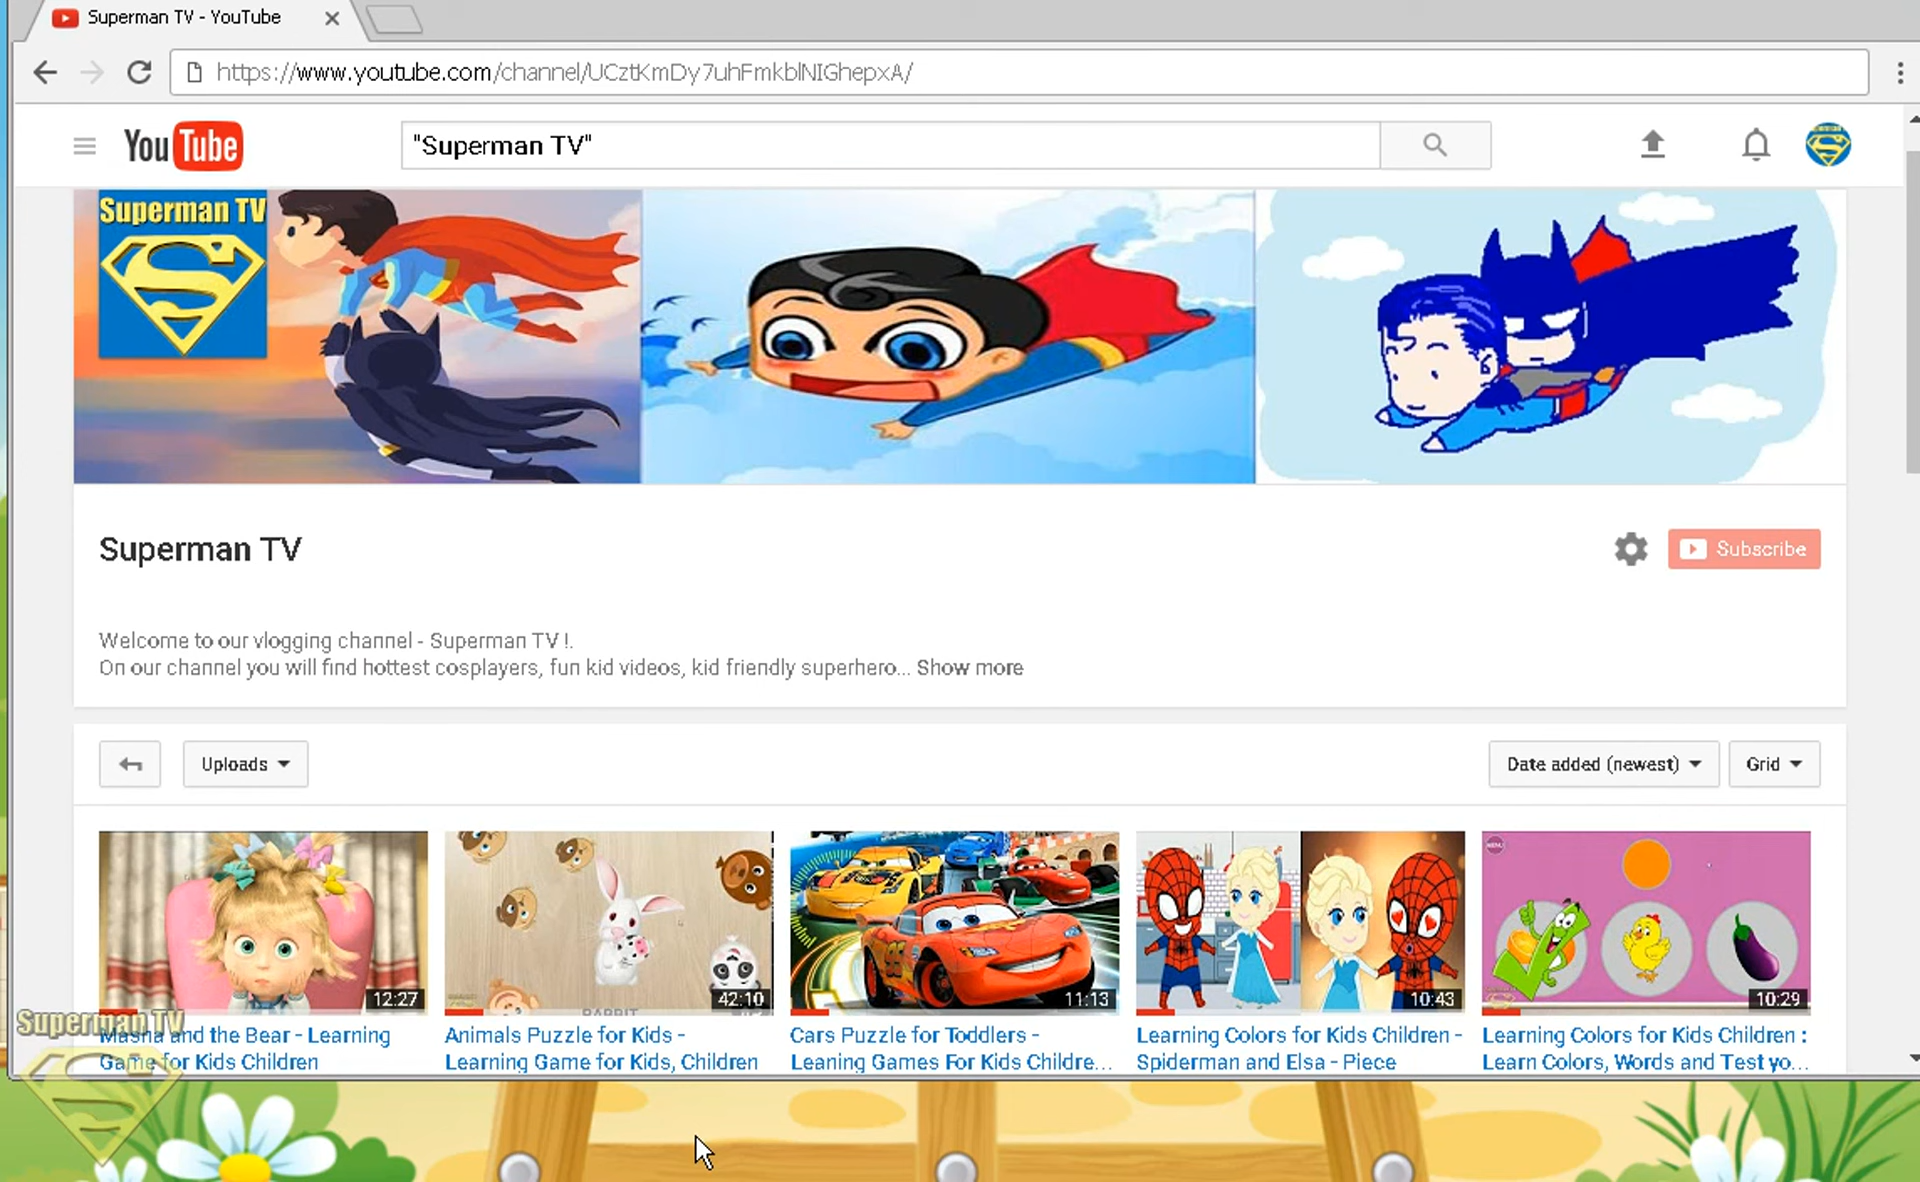 Superman TV - YouTube
https://www.youtube.com/channel/UCztKmDy7uhFmkblNIGhepxA/
YouTube
"Superman TV"
Superman TV
Superman TV
Subscribe
Welcome to our vlogging channel - Superman TV !.
On our channel you will find hottest cosplayers, fun kid videos, kid friendly superhero... Show more
Uploads
Date added (newest)
Grid
12:27
42:10
11:13
10:43
10:29
Superman TV
Masha and the Bear - Learning
Game for Kids Children
Animals Puzzle for Kids -
Learning Game for Kids, Children
Cars Puzzle for Toddlers -
Leaning Games For Kids Childre...
Learning Colors for Kids Children -
Spiderman and Elsa - Piece
Learning Colors for Kids Children :
Learn Colors, Words and Test yo...